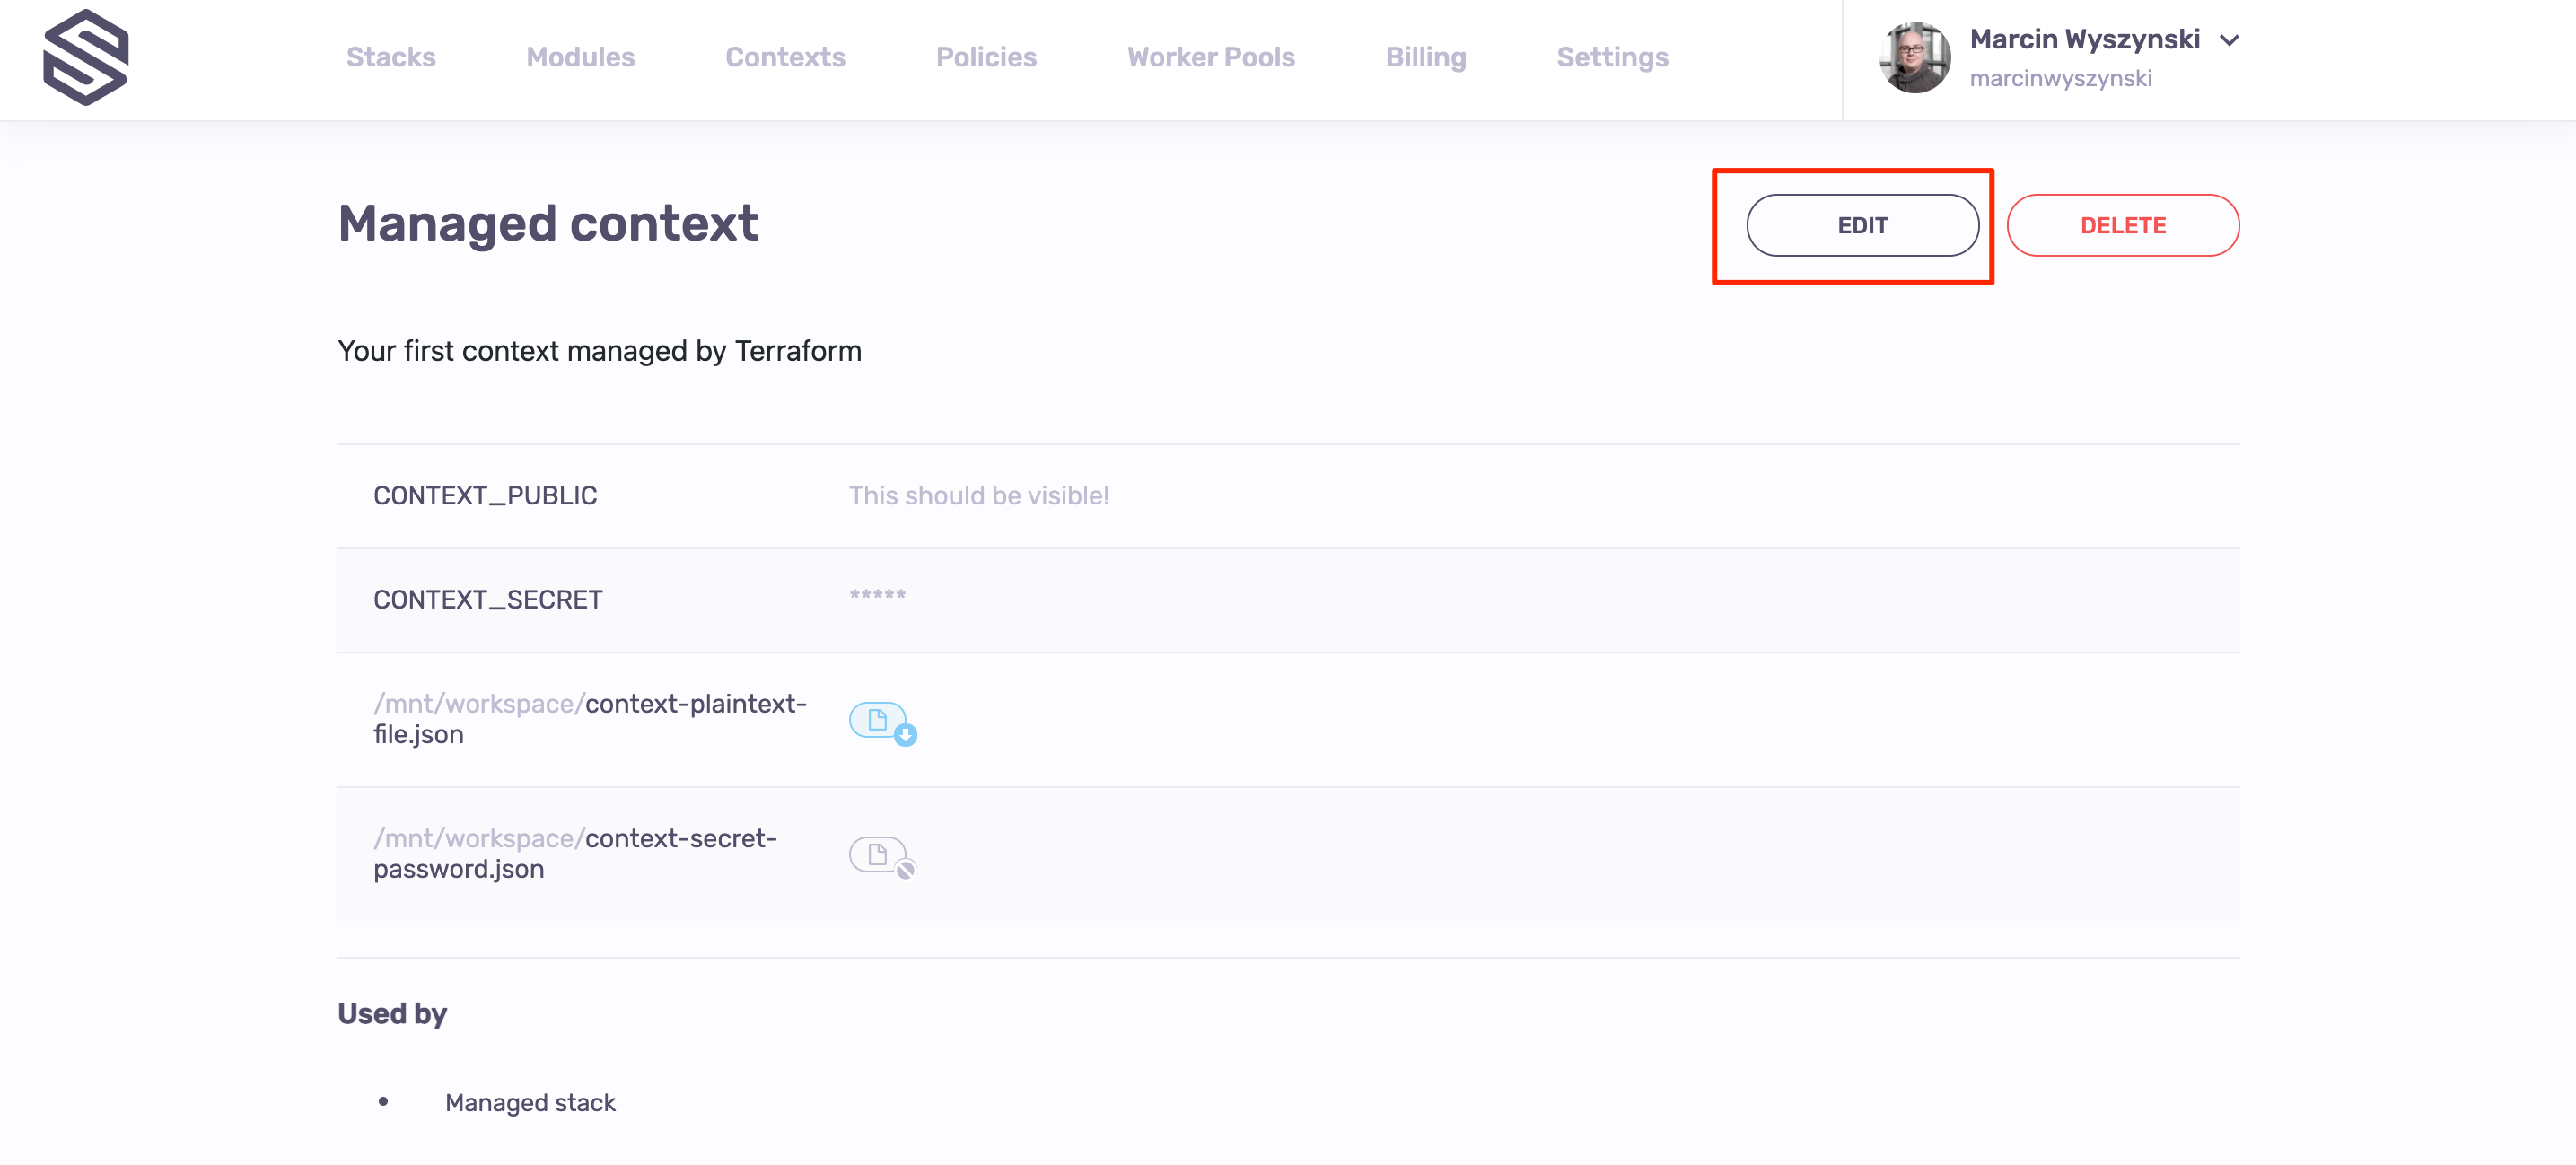 Stacks Modules Contexts Policies Worker Pools Billing Settings
Marcin Wyszynski
marcinwyszynski
Managed context
EDIT
DELETE
Your first context managed by Terraform
CONTEXT_PUBLIC This should be visible!
CONTEXT_SECRET *****
/mnt/workspace/context-plaintext-
file.json
/mnt/workspace/context-secret-
password.json
Used by
• Managed stack